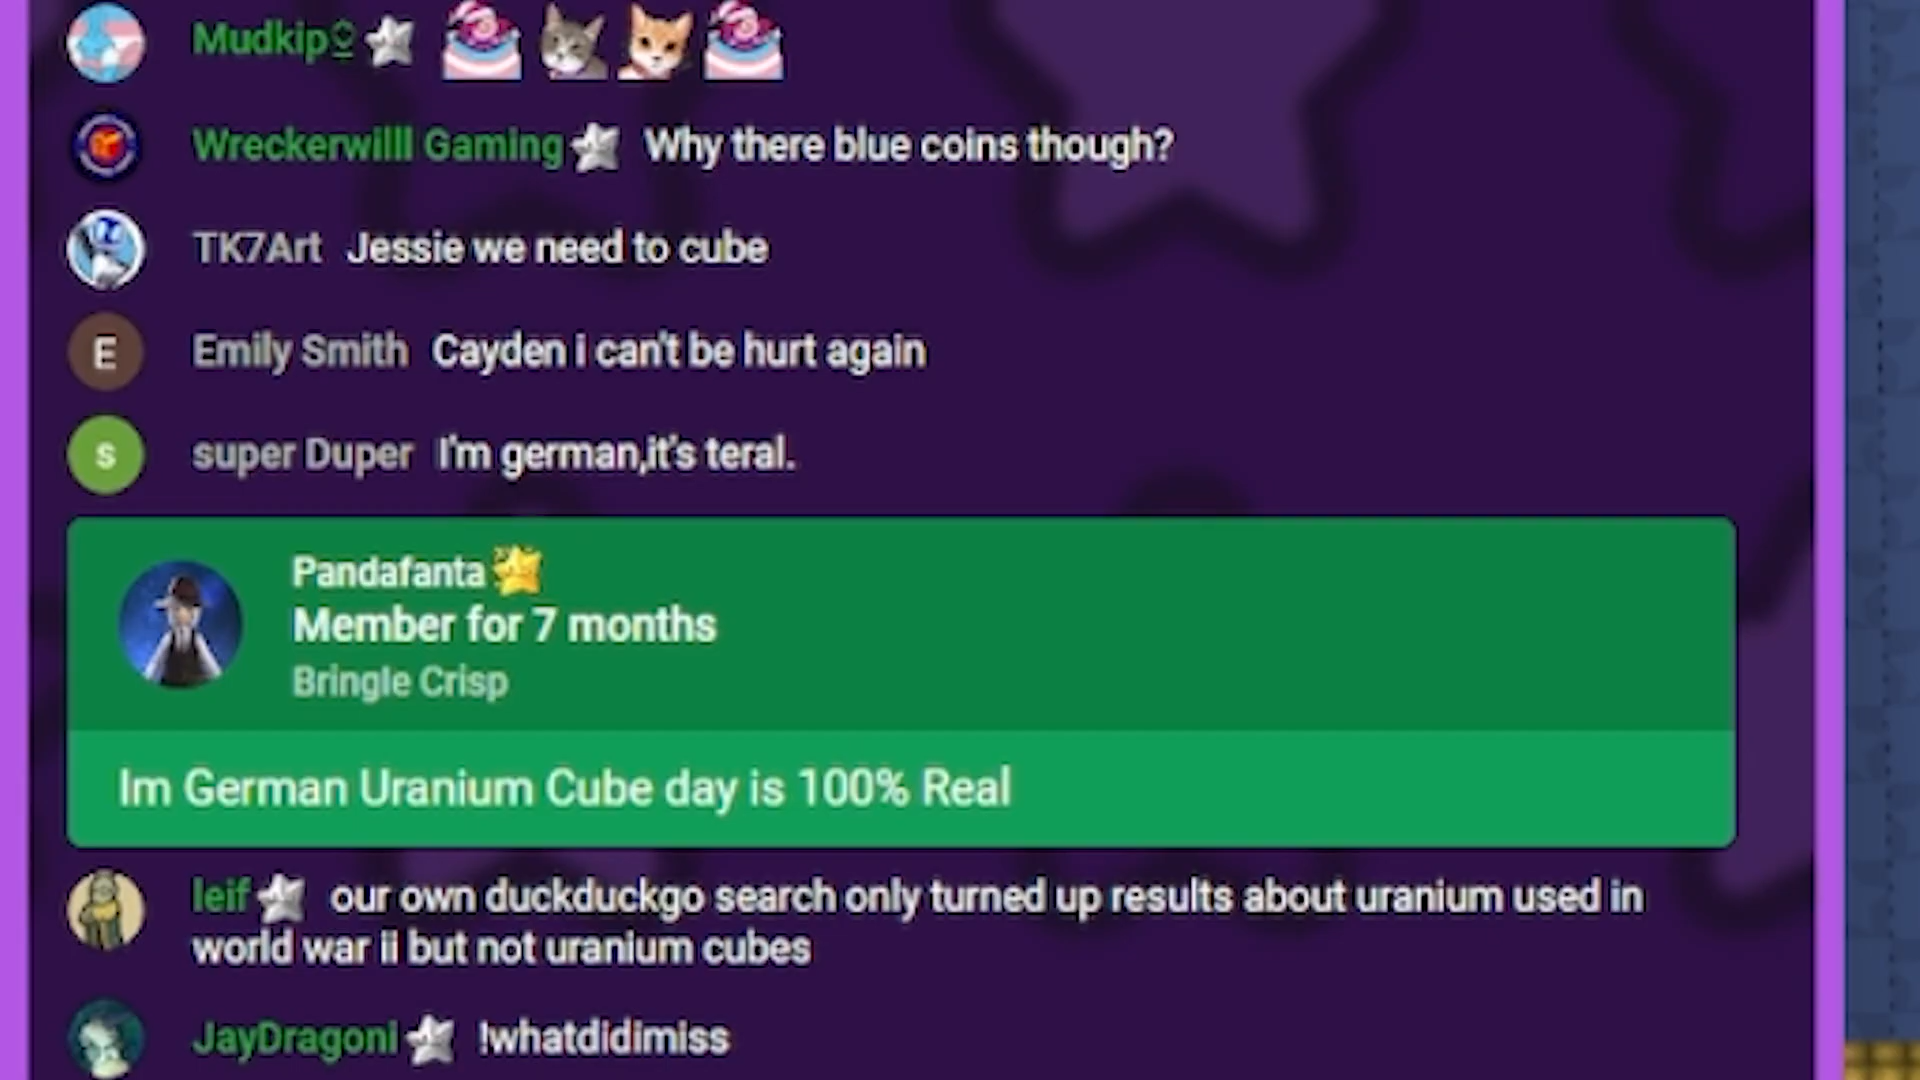 Mudkip
Wreckerwilll Gaming Why there blue coins though?
TK7Art Jessie we need to cube
E Emily Smith Cayden i can't be hurt again
s super Duper I'm german,it's teral.
Pandafanta
Member for 7 months
Bringle Crisp
Im German Uranium Cube day is 100% Real
leif our own duckduckgo search only turned up results about uranium used in
world war ii but not uranium cubes
JayDragonI !whatdidimiss